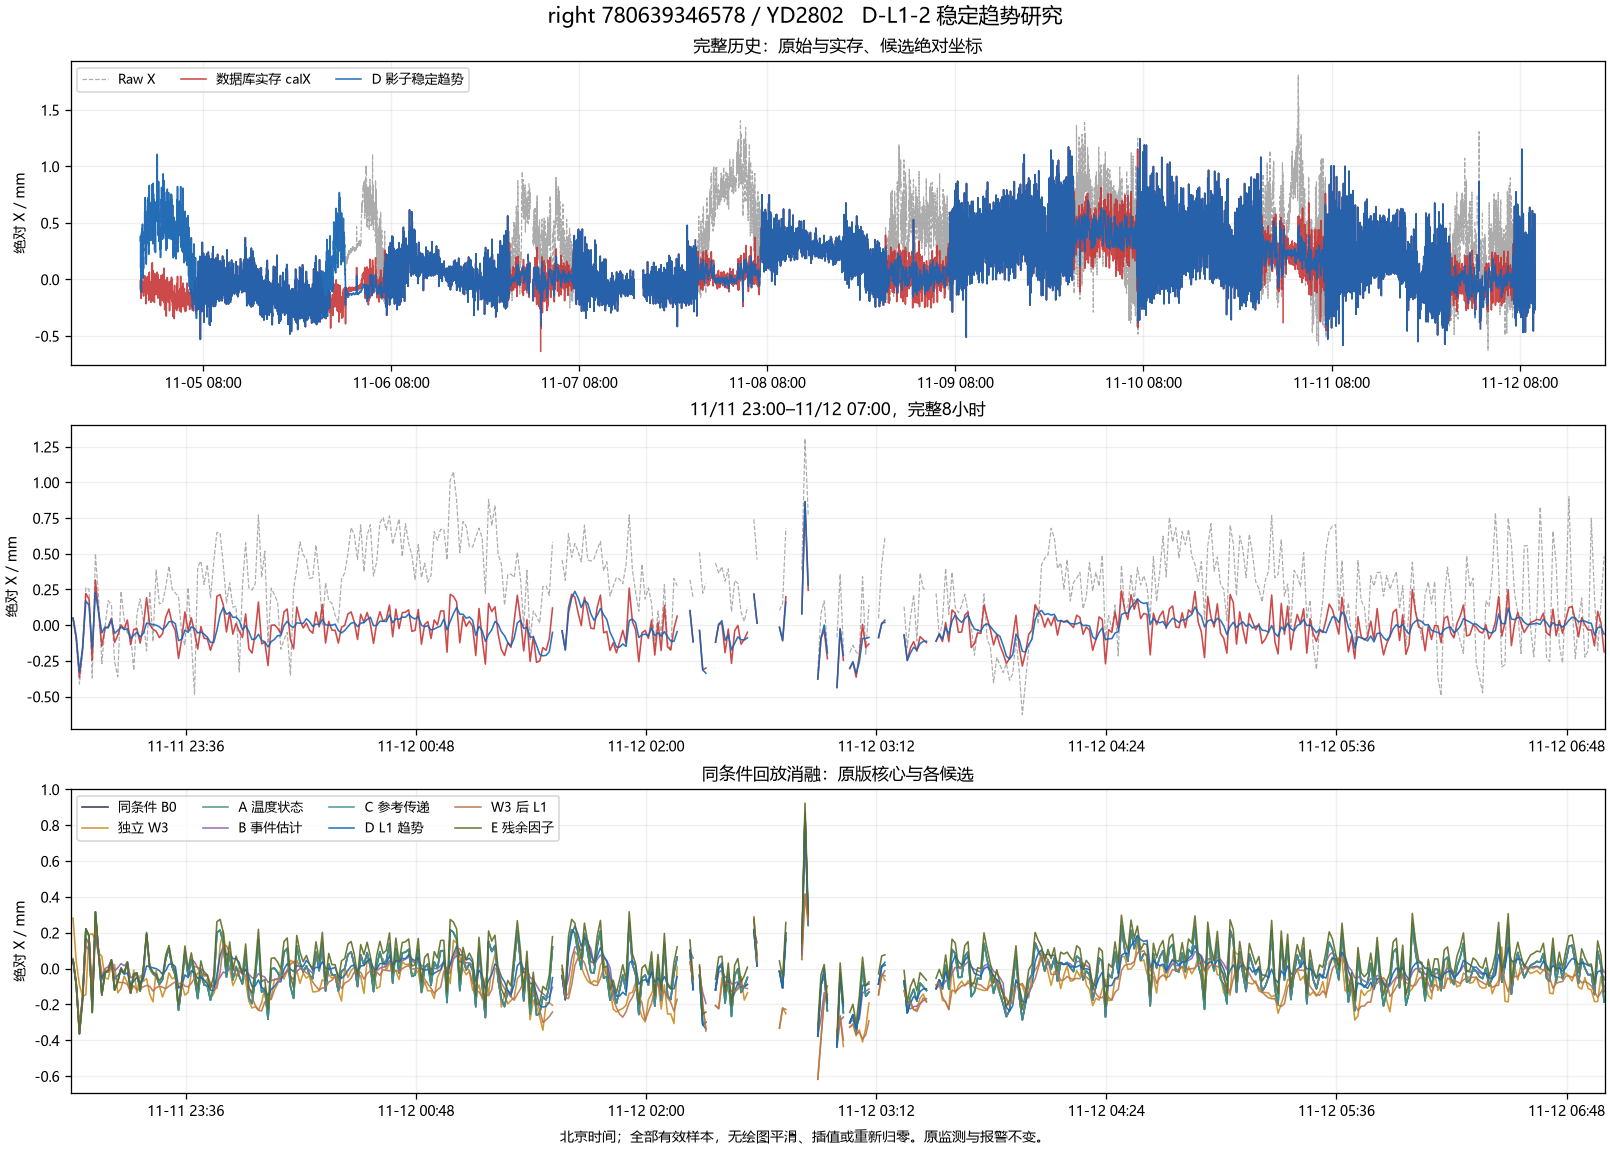 right 780639346578 / YD2802   D-L1-2 稳定趋势研究
完整历史：原始与实存、候选绝对坐标
Raw X
数据库实存 calX
D 影子稳定趋势
绝对 X / mm
1.5
1.0
0.5
0.0
-0.5
11-05 08:00
11-06 08:00
11-07 08:00
11-08 08:00
11-09 08:00
11-10 08:00
11-11 08:00
11-12 08:00
11/11 23:00–11/12 07:00，完整8小时
绝对 X / mm
1.25
1.00
0.75
0.50
0.25
0.00
-0.25
-0.50
11-11 23:36
11-12 00:48
11-12 02:00
11-12 03:12
11-12 04:24
11-12 05:36
11-12 06:48
同条件回放消融：原版核心与各候选
同条件 B0
A 温度状态
C 参考传递
W3 后 L1
独立 W3
B 事件估计
D L1 趋势
E 残余因子
绝对 X / mm
1.0
0.8
0.6
0.4
0.2
0.0
-0.2
-0.4
-0.6
11-11 23:36
11-12 00:48
11-12 02:00
11-12 03:12
11-12 04:24
11-12 05:36
11-12 06:48
北京时间；全部有效样本，无绘图平滑、插值或重新归零。原监测与报警不变。